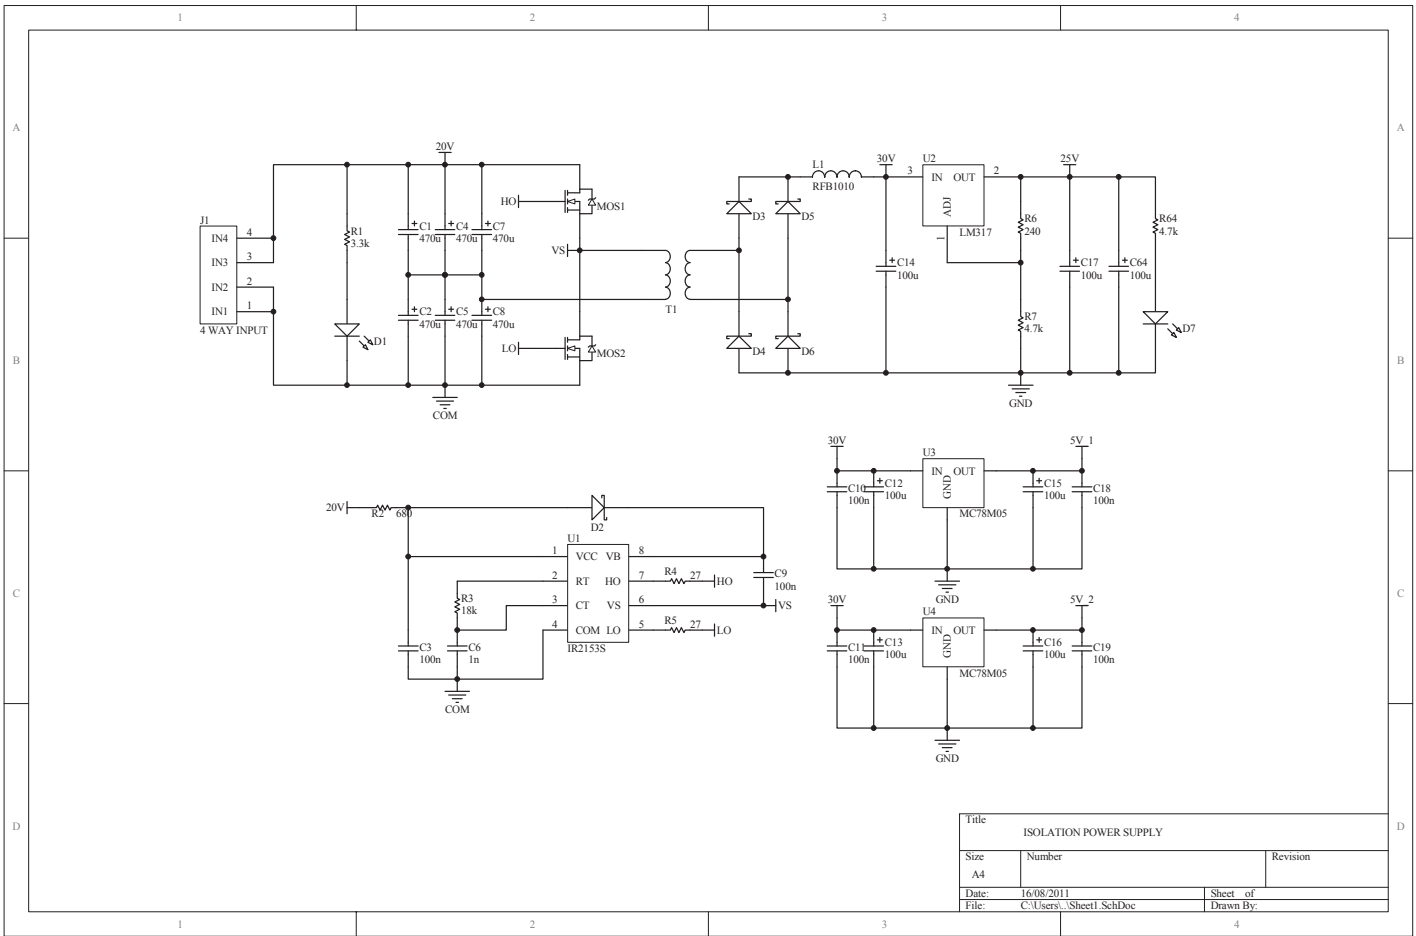 1 2 3 4
A A
B B
C C
D D
1 2 3 4
J1
IN4 4
IN3 3
IN2 2
IN1 1
4 WAY INPUT
R1
3.3k
D1
20V
+ C1
470u
+ C4
470u
+ C7
470u
+ C2
470u
+ C5
470u
+ C8
470u
COM
HO
MOS1
VS
LO
MOS2
T1
D3
D5
D4
D6
L1
RFB1010
30V
+ C14
100u
U2
3 IN OUT 2
ADJ
1
LM317
R6
240
R7
4.7k
25V
+ C17
100u
+ C64
100u
R64
4.7k
D7
GND
20V
R2 680
D2
U1
1 VCC VB 8
2 RT HO 7
3 CT VS 6
4 COM LO 5
IR2153S
R3
18k
C3
100n
C6
1n
COM
R4 27 HO
R5 27 LO
C9
100n
VS
30V
C10
100n
+ C12
100u
U3
IN OUT
GND
MC78M05
5V_1
+ C15
100u
C18
100n
GND
30V
C11
100n
+ C13
100u
U4
IN OUT
GND
MC78M05
5V_2
+ C16
100u
C19
100n
GND
Title
ISOLATION POWER SUPPLY
Size Number Revision
A4
Date: 16/08/2011 Sheet of
File: C:\Users\..\Sheet1.SchDoc Drawn By: